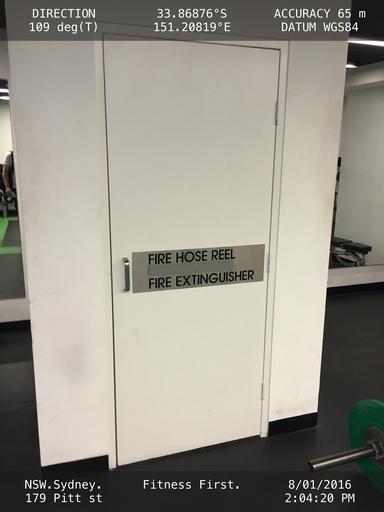 DIRECTION 33.86876°S ACCURACY 65 m
109 deg(T) 151.20819°E DATUM WGS84
FIRE HOSE REEL
FIRE EXTINGUISHER
NSW.Sydney. Fitness First. 8/01/2016
179 Pitt st 2:04:20 PM